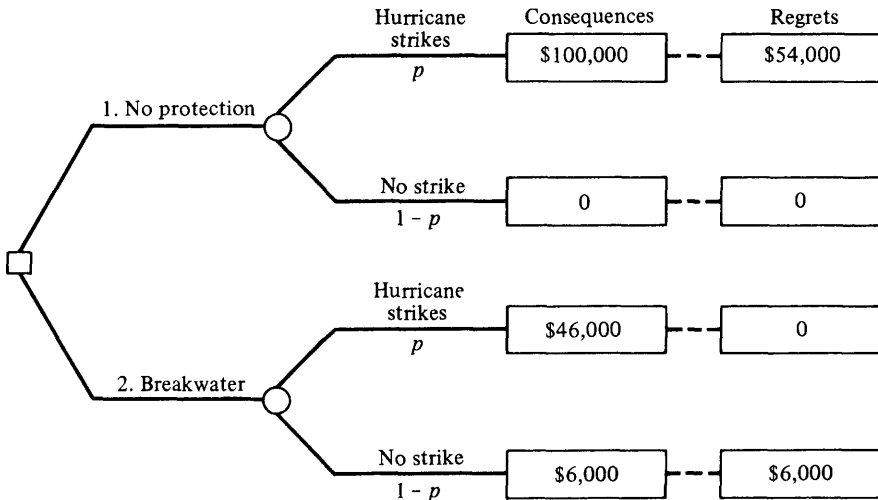 Hurricane
strikes
p
Consequences
Regrets
$100,000
$54,000
1. No protection
No strike
1 - p
0
0
Hurricane
strikes
p
$46,000
0
2. Breakwater
No strike
1 - p
$6,000
$6,000